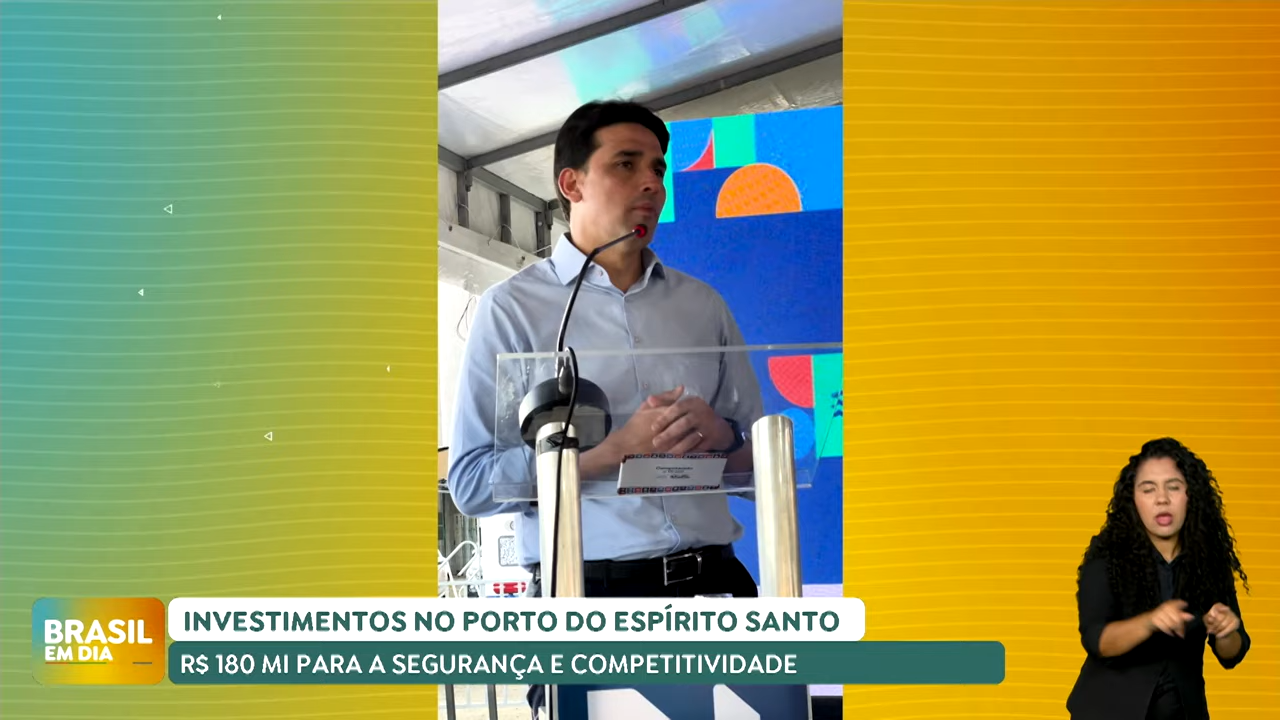 INVESTIMENTOS NO PORTO DO ESPÍRITO SANTO
BRASIL
EM DIA
R$ 180 MI PARA A SEGURANÇA E COMPETITIVIDADE